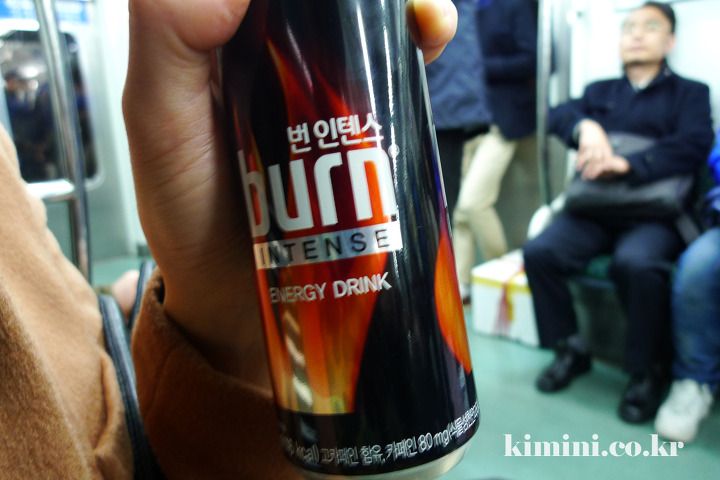 번 인텐스
burn
INTENSE
ENERGY DRINK
kcal) 고카페인 함유, 카페인 80 mg
kimini.co.kr